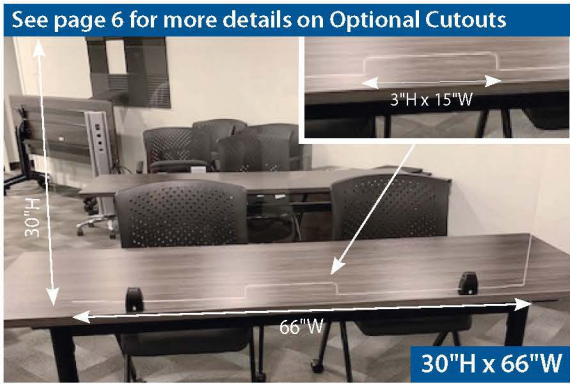 See page 6 for more details on Optional Cutouts
3"H x 15"W
30"H
66"W
30"H x 66"W